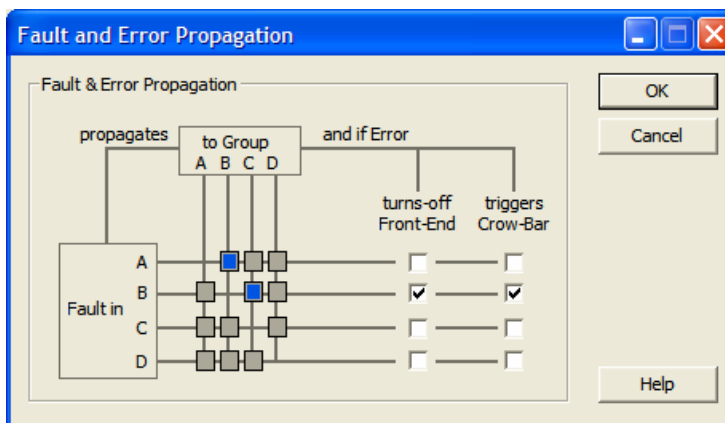 Fault and Error Propagation
Fault & Error Propagation
OK
propagates
to Group
and if Error
Cancel
A B C D
turns-off
Front-End
triggers
Crow-Bar
A
Fault in
B
C
D
Help